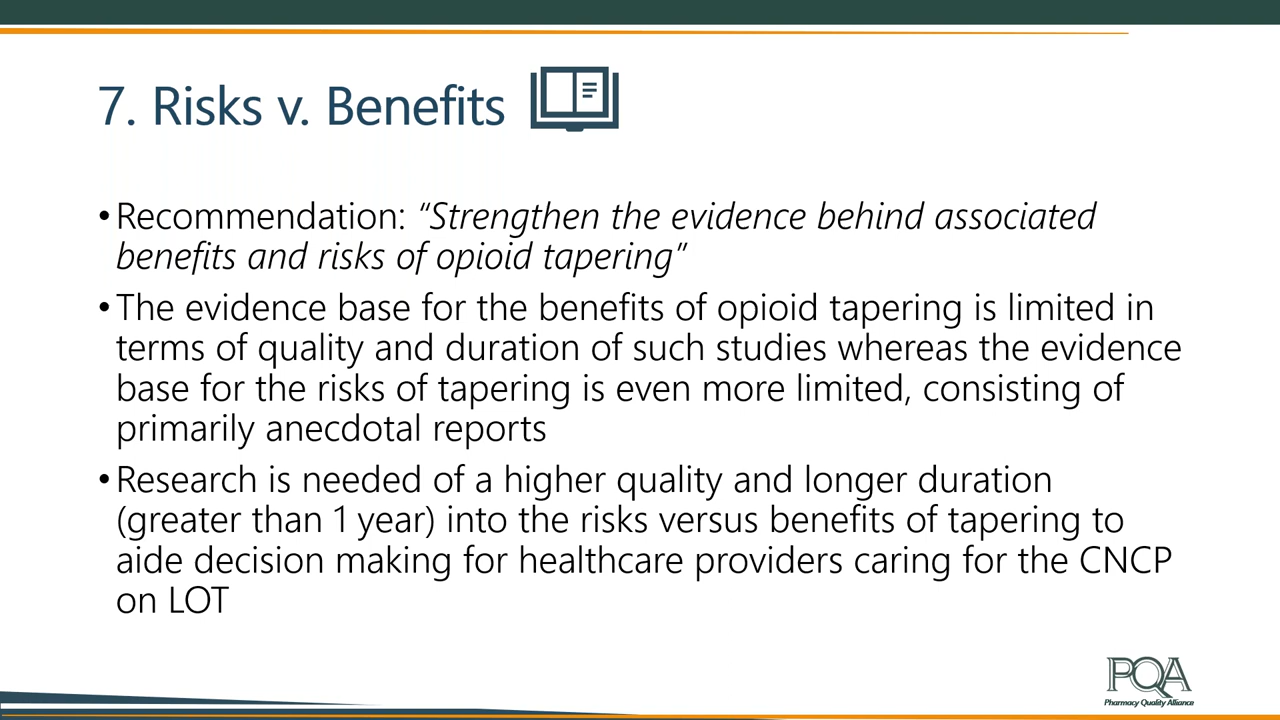 7. Risks v. Benefits
•Recommendation: “Strengthen the evidence behind associated
benefits and risks of opioid tapering”
•The evidence base for the benefits of opioid tapering is limited in
terms of quality and duration of such studies whereas the evidence
base for the risks of tapering is even more limited, consisting of
primarily anecdotal reports
•Research is needed of a higher quality and longer duration
(greater than 1 year) into the risks versus benefits of tapering to
aide decision making for healthcare providers caring for the CNCP
on LOT
PQA
Pharmacy Quality Alliance